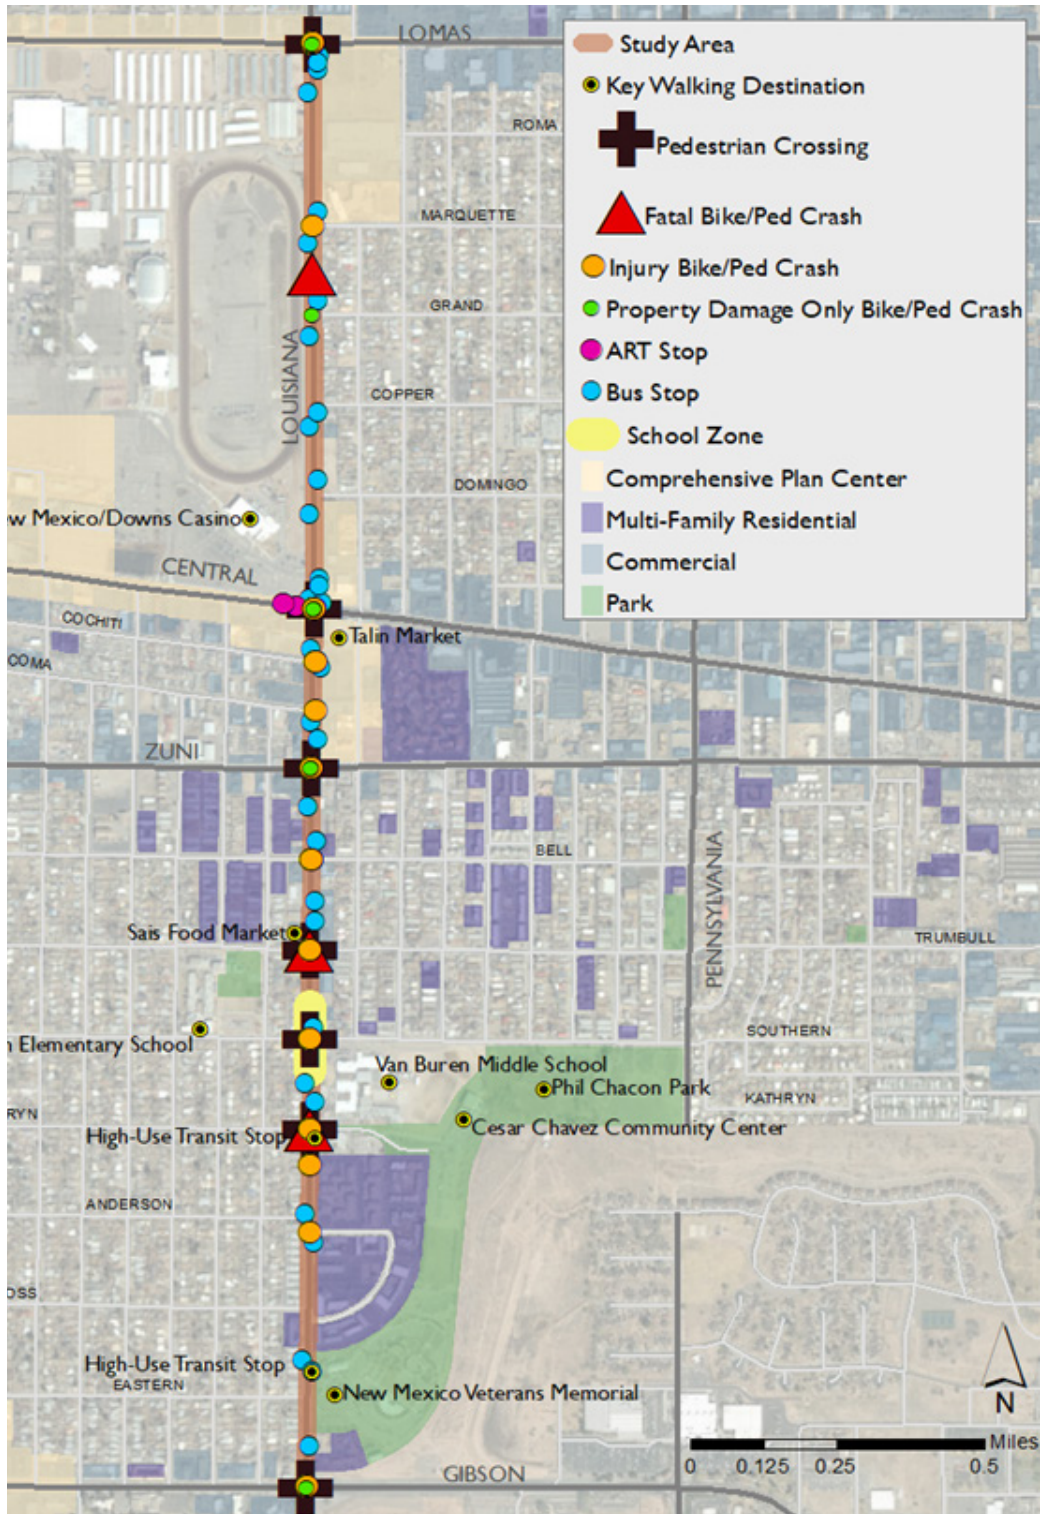 LOMAS
Study Area
Key Walking Destination
Pedestrian Crossing
Fatal Bike/Ped Crash
Injury Bike/Ped Crash
Property Damage Only Bike/Ped Crash
ART Stop
Bus Stop
School Zone
Comprehensive Plan Center
Multi-Family Residential
Commercial
Park
ROMA
MARQUETTE
GRAND
LOUISIANA
COPPER
DOMINGO
ew Mexico/Downs Casino
CENTRAL
COCHITI
Talin Market
COMA
ZUNI
BELL
PENNSYLVANIA
Sais Food Market
TRUMBULL
SOUTHERN
n Elementary School
Van Buren Middle School
Phil Chacon Park
KATHRYN
RYN
Cesar Chavez Community Center
High-Use Transit Stop
ANDERSON
OSS
High-Use Transit Stop
EASTERN
New Mexico Veterans Memorial
N
Miles
0 0.125 0.25 0.5
GIBSON